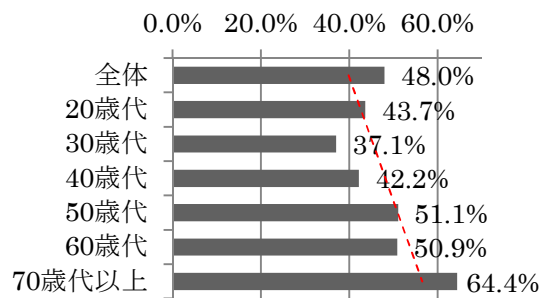 0.0% 20.0% 40.0% 60.0%
全体 48.0%
20歳代 43.7%
30歳代 37.1%
40歳代 42.2%
50歳代 51.1%
60歳代 50.9%
70歳代以上 64.4%